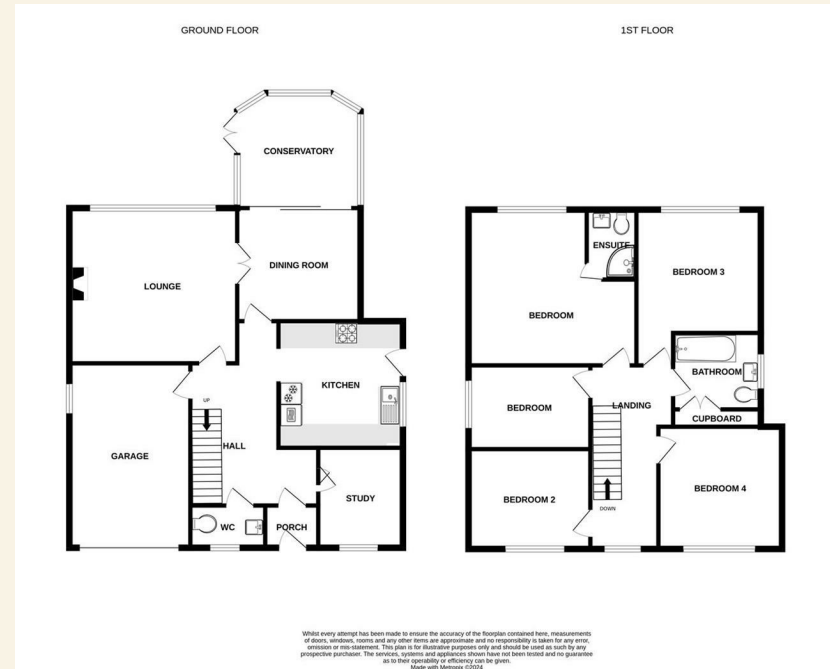 GROUND FLOOR
1ST FLOOR
CONSERVATORY
LOUNGE
DINING ROOM
KITCHEN
UP
HALL
GARAGE
STUDY
WC
PORCH
ENSUITE
BEDROOM 3
BEDROOM
BATHROOM
BEDROOM
LANDING
CUPBOARD
BEDROOM 2
BEDROOM 4
DOWN
Whilst every attempt has been made to ensure the accuracy of the floorplan contained here, measurements
of doors, windows, rooms and any other items are approximate and no responsibility is taken for any error,
omission or mis-statement. This plan is for illustrative purposes only and should be used as such by any
prospective purchaser. The services, systems and appliances shown have not been tested and no guarantee
as to their operability or efficiency can be given.
Made with Metropix ©2024